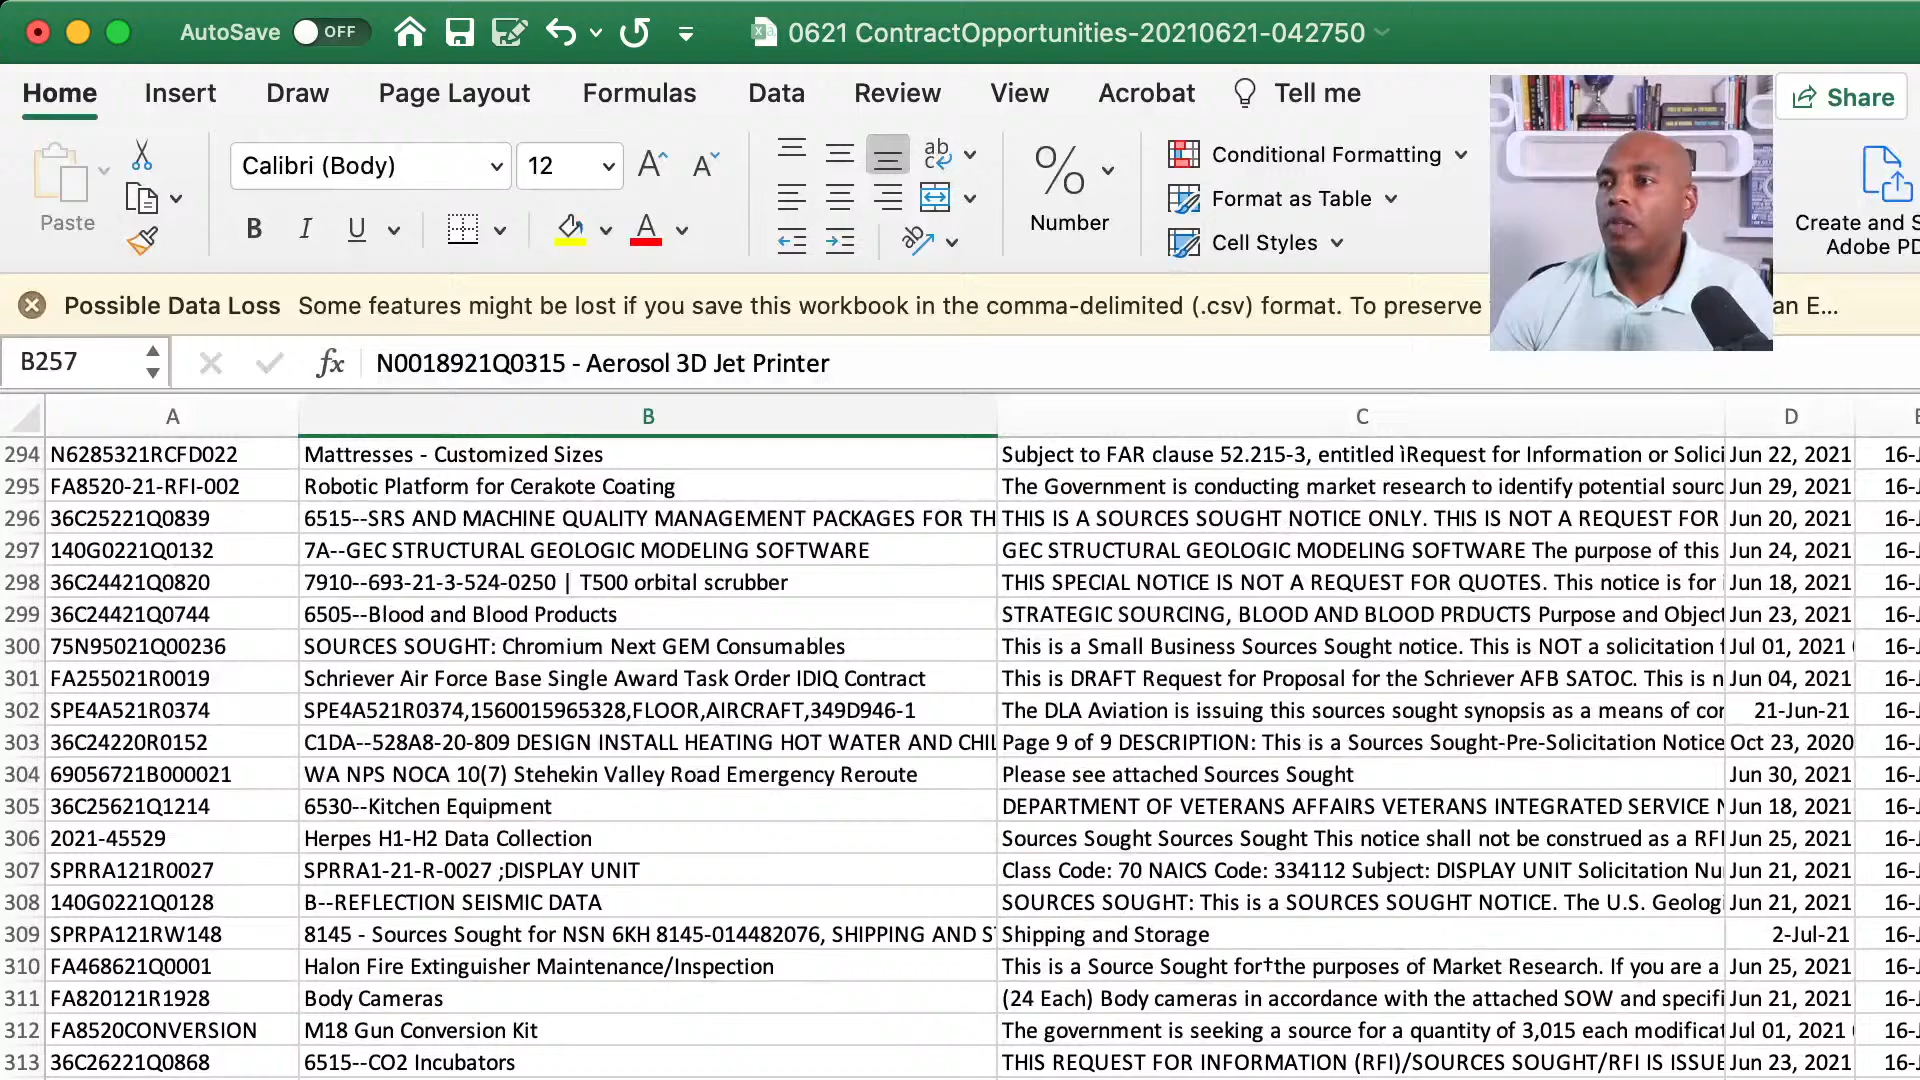 AutoSave OFF 0621 ContractOpportunities-20210621-042750
Home Insert Draw Page Layout Formulas Data Review View Acrobat Tell me Share
Paste Calibri (Body) 12 A A ab c Number Conditional Formatting
Format as Table
Cell Styles
B I U A ab
% Create and S
Adobe PD
Possible Data Loss Some features might be lost if you save this workbook in the comma-delimited (.csv) format. To preserve an E...
B257 fx N0018921Q0315 - Aerosol 3D Jet Printer
A B C D
294 N6285321RCFD022 Mattresses - Customized Sizes Subject to FAR clause 52.215-3, entitled ìRequest for Information or Solici Jun 22, 2021 16-J
295 FA8520-21-RFI-002 Robotic Platform for Cerakote Coating The Government is conducting market research to identify potential sourc Jun 29, 2021 16-J
296 36C25221Q0839 6515--SRS AND MACHINE QUALITY MANAGEMENT PACKAGES FOR TH THIS IS A SOURCES SOUGHT NOTICE ONLY. THIS IS NOT A REQUEST FOR Jun 20, 2021 16-J
297 140G0221Q0132 7A--GEC STRUCTURAL GEOLOGIC MODELING SOFTWARE GEC STRUCTURAL GEOLOGIC MODELING SOFTWARE The purpose of this Jun 24, 2021 16-J
298 36C24421Q0820 7910--693-21-3-524-0250 | T500 orbital scrubber THIS SPECIAL NOTICE IS NOT A REQUEST FOR QUOTES. This notice is for Jun 18, 2021 16-J
299 36C24421Q0744 6505--Blood and Blood Products STRATEGIC SOURCING, BLOOD AND BLOOD PRDUCTS Purpose and Object Jun 23, 2021 16-J
300 75N95021Q00236 SOURCES SOUGHT: Chromium Next GEM Consumables This is a Small Business Sources Sought notice. This is NOT a solicitation f Jul 01, 2021 16-J
301 FA255021R0019 Schriever Air Force Base Single Award Task Order IDIQ Contract This is DRAFT Request for Proposal for the Schriever AFB SATOC. This is n Jun 04, 2021 16-J
302 SPE4A521R0374 SPE4A521R0374,1560015965328,FLOOR,AIRCRAFT,349D946-1 The DLA Aviation is issuing this sources sought synopsis as a means of cor 21-Jun-21 16-J
303 36C24220R0152 C1DA--528A8-20-809 DESIGN INSTALL HEATING HOT WATER AND CHIL Page 9 of 9 DESCRIPTION: This is a Sources Sought-Pre-Solicitation Notice Oct 23, 2020 16-J
304 69056721B000021 WA NPS NOCA 10(7) Stehekin Valley Road Emergency Reroute Please see attached Sources Sought Jun 30, 2021 16-J
305 36C25621Q1214 6530--Kitchen Equipment DEPARTMENT OF VETERANS AFFAIRS VETERANS INTEGRATED SERVICE N Jun 18, 2021 16-J
306 2021-45529 Herpes H1-H2 Data Collection Sources Sought Sources Sought This notice shall not be construed as a RFI Jun 25, 2021 16-J
307 SPRRA121R0027 SPRRA1-21-R-0027 ;DISPLAY UNIT Class Code: 70 NAICS Code: 334112 Subject: DISPLAY UNIT Solicitation Nu Jun 21, 2021 16-J
308 140G0221Q0128 B--REFLECTION SEISMIC DATA SOURCES SOUGHT: This is a SOURCES SOUGHT NOTICE. The U.S. Geologi Jun 21, 2021 16-J
309 SPRPA121RW148 8145 - Sources Sought for NSN 6KH 8145-014482076, SHIPPING AND ST Shipping and Storage 2-Jul-21 16-J
310 FA468621Q0001 Halon Fire Extinguisher Maintenance/Inspection This is a Source Sought for†the purposes of Market Research. If you are a Jun 25, 2021 16-J
311 FA820121R1928 Body Cameras (24 Each) Body cameras in accordance with the attached SOW and specifi Jun 21, 2021 16-J
312 FA8520CONVERSION M18 Gun Conversion Kit The government is seeking a source for a quantity of 3,015 each modificat Jul 01, 2021 16-J
313 36C26221Q0868 6515--CO2 Incubators THIS REQUEST FOR INFORMATION (RFI)/SOURCES SOUGHT/RFI IS ISSUE Jun 23, 2021 16-J